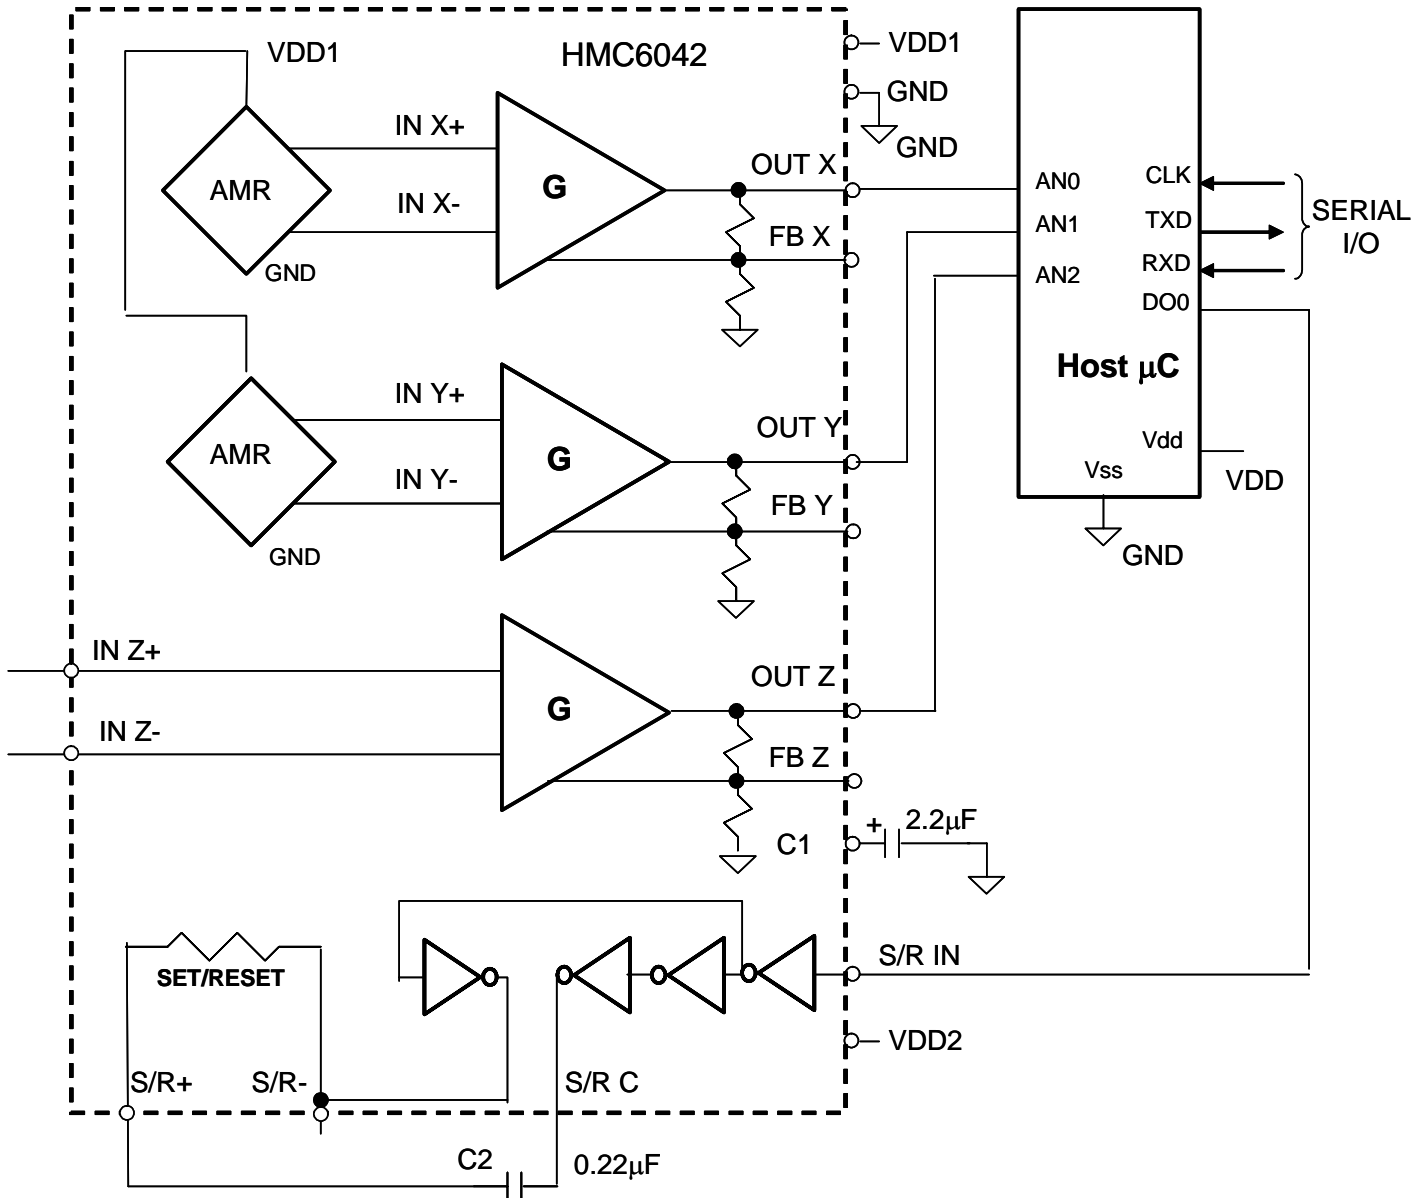 VDD1
HMC6042
VDD1
GND
GND
IN X+
IN X-
AMR
GND
G
OUT X
FB X
AN0
AN1
AN2
CLK
TXD
RXD
DO0
SERIAL
I/O
Host μC
Vdd
VDD
Vss
GND
IN Y+
IN Y-
AMR
GND
G
OUT Y
FB Y
IN Z+
IN Z-
G
OUT Z
FB Z
C1
+
2.2μF
SET/RESET
S/R IN
VDD2
S/R+
S/R-
S/R C
C2
0.22μF